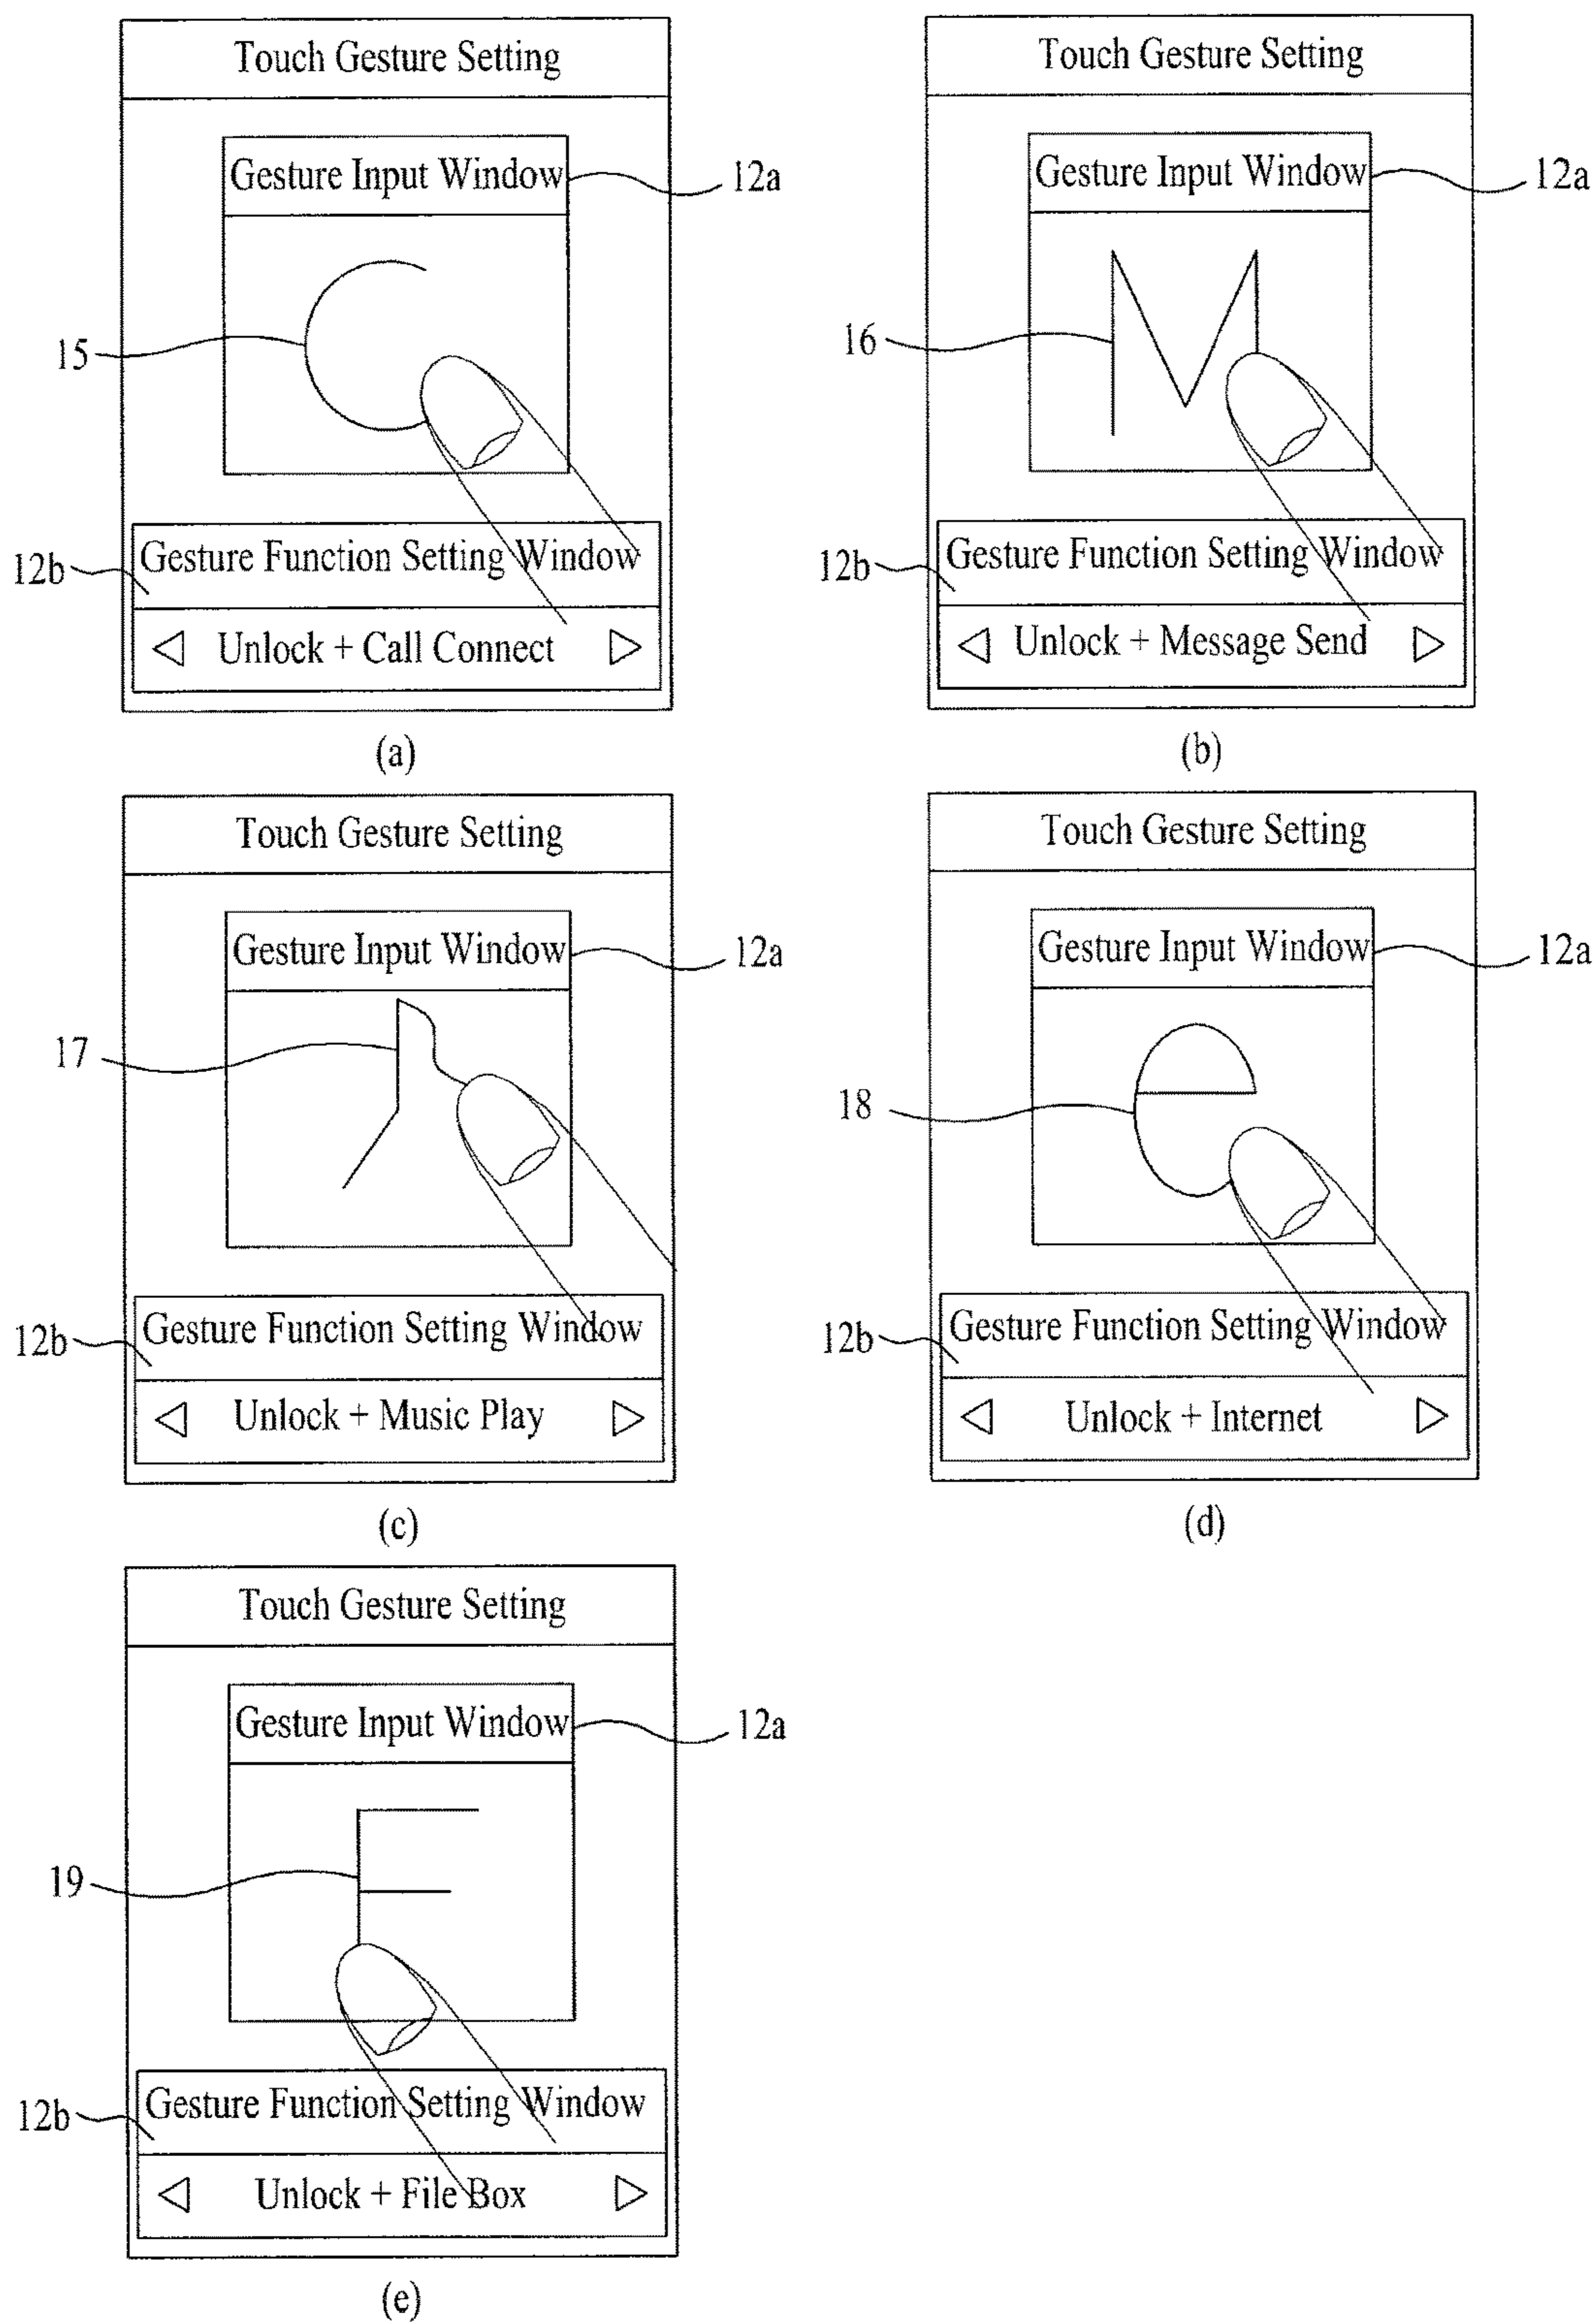 Touch Gesture Setting
Gesture Input Window
12a
15
12b
Gesture Function Setting Window
◁ Unlock + Call Connect ▷
(a)
Touch Gesture Setting
Gesture Input Window
12a
16
12b
Gesture Function Setting Window
◁ Unlock + Message Send ▷
(b)
Touch Gesture Setting
Gesture Input Window
12a
17
12b
Gesture Function Setting Window
◁ Unlock + Music Play ▷
(c)
Touch Gesture Setting
Gesture Input Window
12a
18
12b
Gesture Function Setting Window
◁ Unlock + Internet ▷
(d)
Touch Gesture Setting
Gesture Input Window
12a
19
12b
Gesture Function Setting Window
◁ Unlock + File Box ▷
(e)